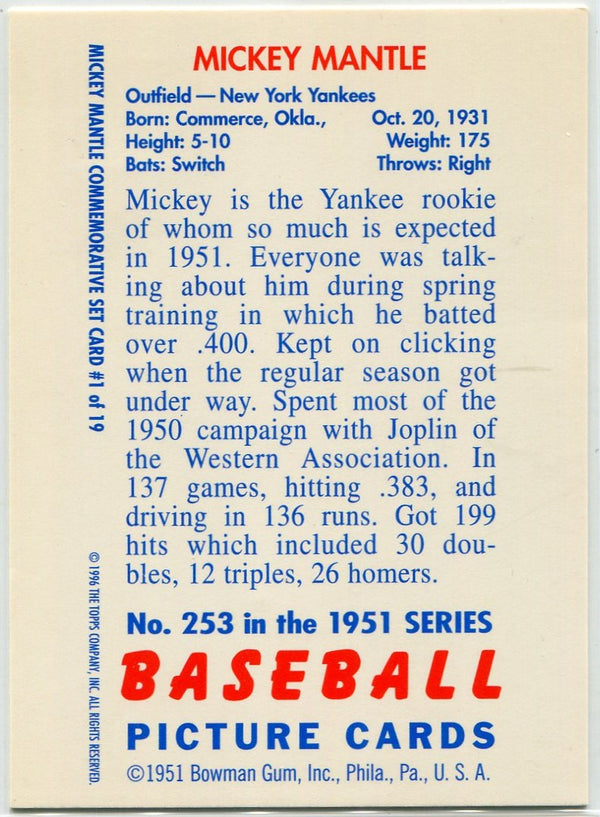 MICKEY MANTLE
Outfield — New York Yankees
Born: Commerce, Okla., Oct. 20, 1931
Height: 5-10 Weight: 175
Bats: Switch Throws: Right
Mickey is the Yankee rookie
of whom so much is expected
in 1951. Everyone was talk-
ing about him during spring
training in which he batted
over .400. Kept on clicking
when the regular season got
under way. Spent most of the
1950 campaign with Joplin of
the Western Association. In
137 games, hitting .383, and
driving in 136 runs. Got 199
hits which included 30 dou-
bles, 12 triples, 26 homers.
No. 253 in the 1951 SERIES
BASEBALL
PICTURE CARDS
©1951 Bowman Gum, Inc., Phila., Pa., U. S. A.
MICKEY MANTLE COMMEMORATIVE SET CARD #1 of 19
© 1996 THE TOPPS COMPANY, INC. ALL RIGHTS RESERVED.